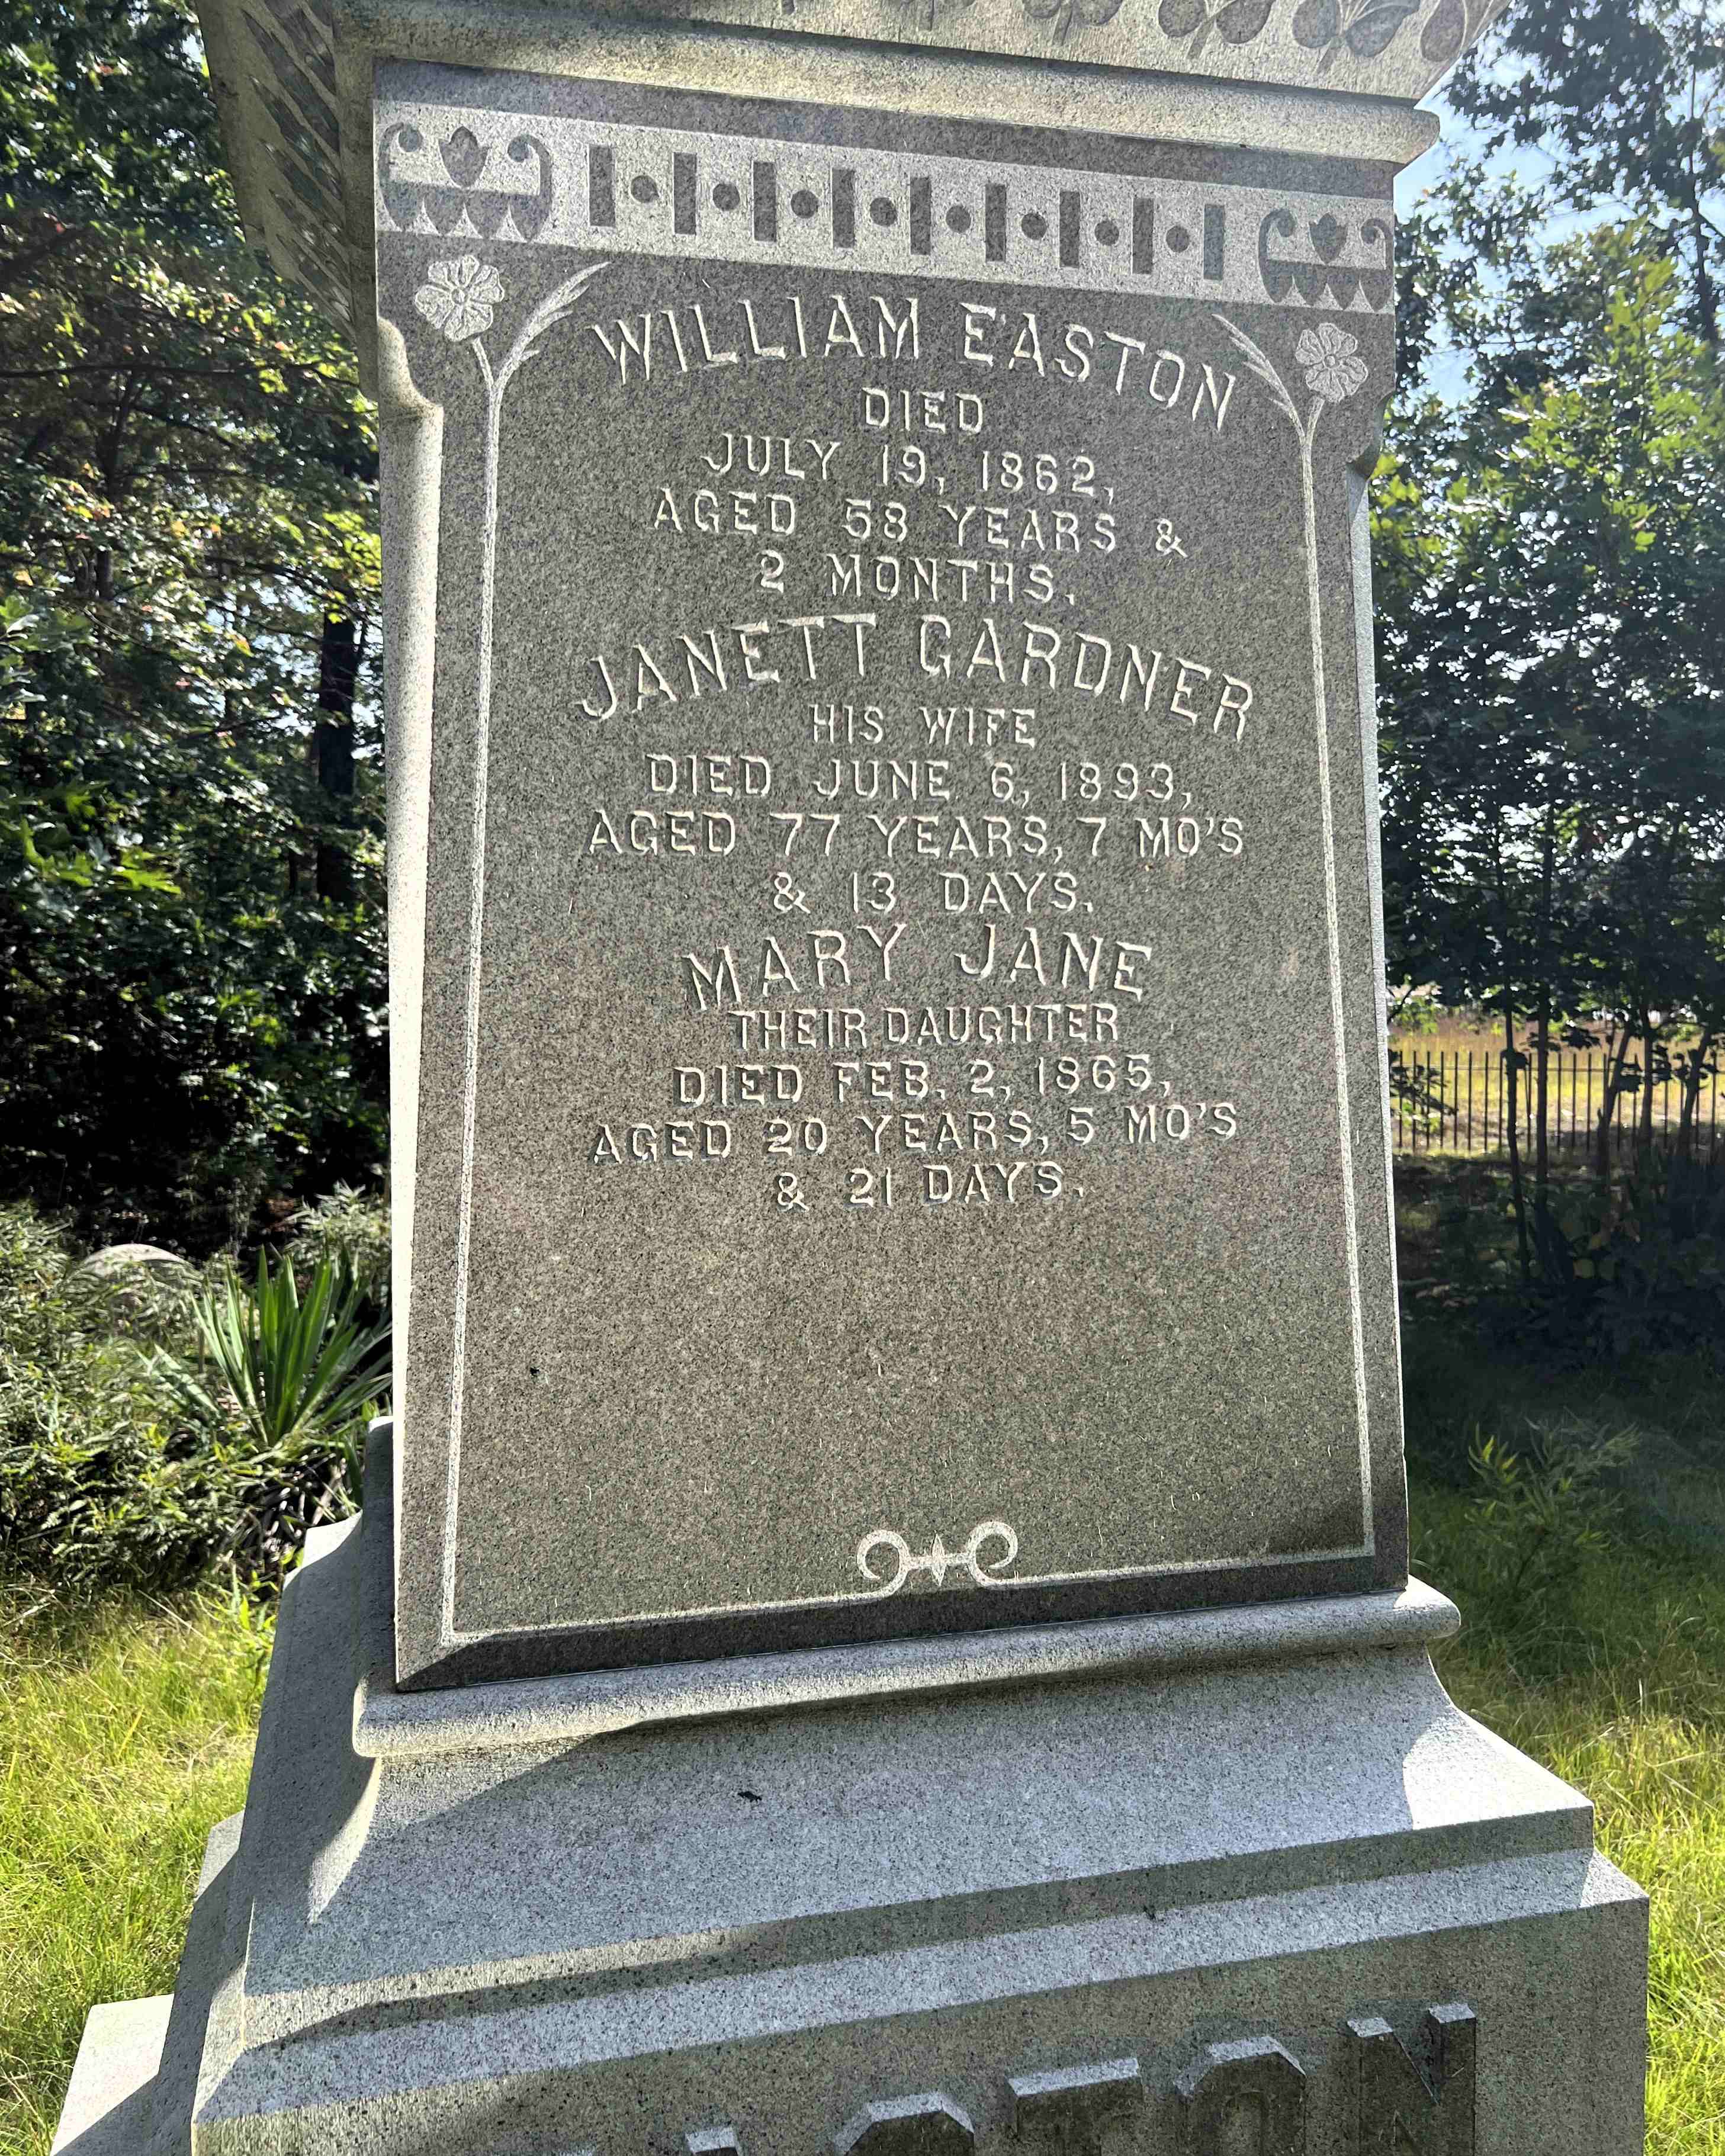 WILLIAM EASTON
DIED
JULY 19, 1862,
AGED 58 YEARS &
2 MONTHS.
JANETT GARDNER
HIS WIFE
DIED JUNE 6, 1893,
AGED 77 YEARS, 7 MO'S
& 13 DAYS.
MARY JANE
THEIR DAUGHTER
DIED FEB. 2, 1865,
AGED 20 YEARS, 5 MO'S
& 21 DAYS.
EASTON